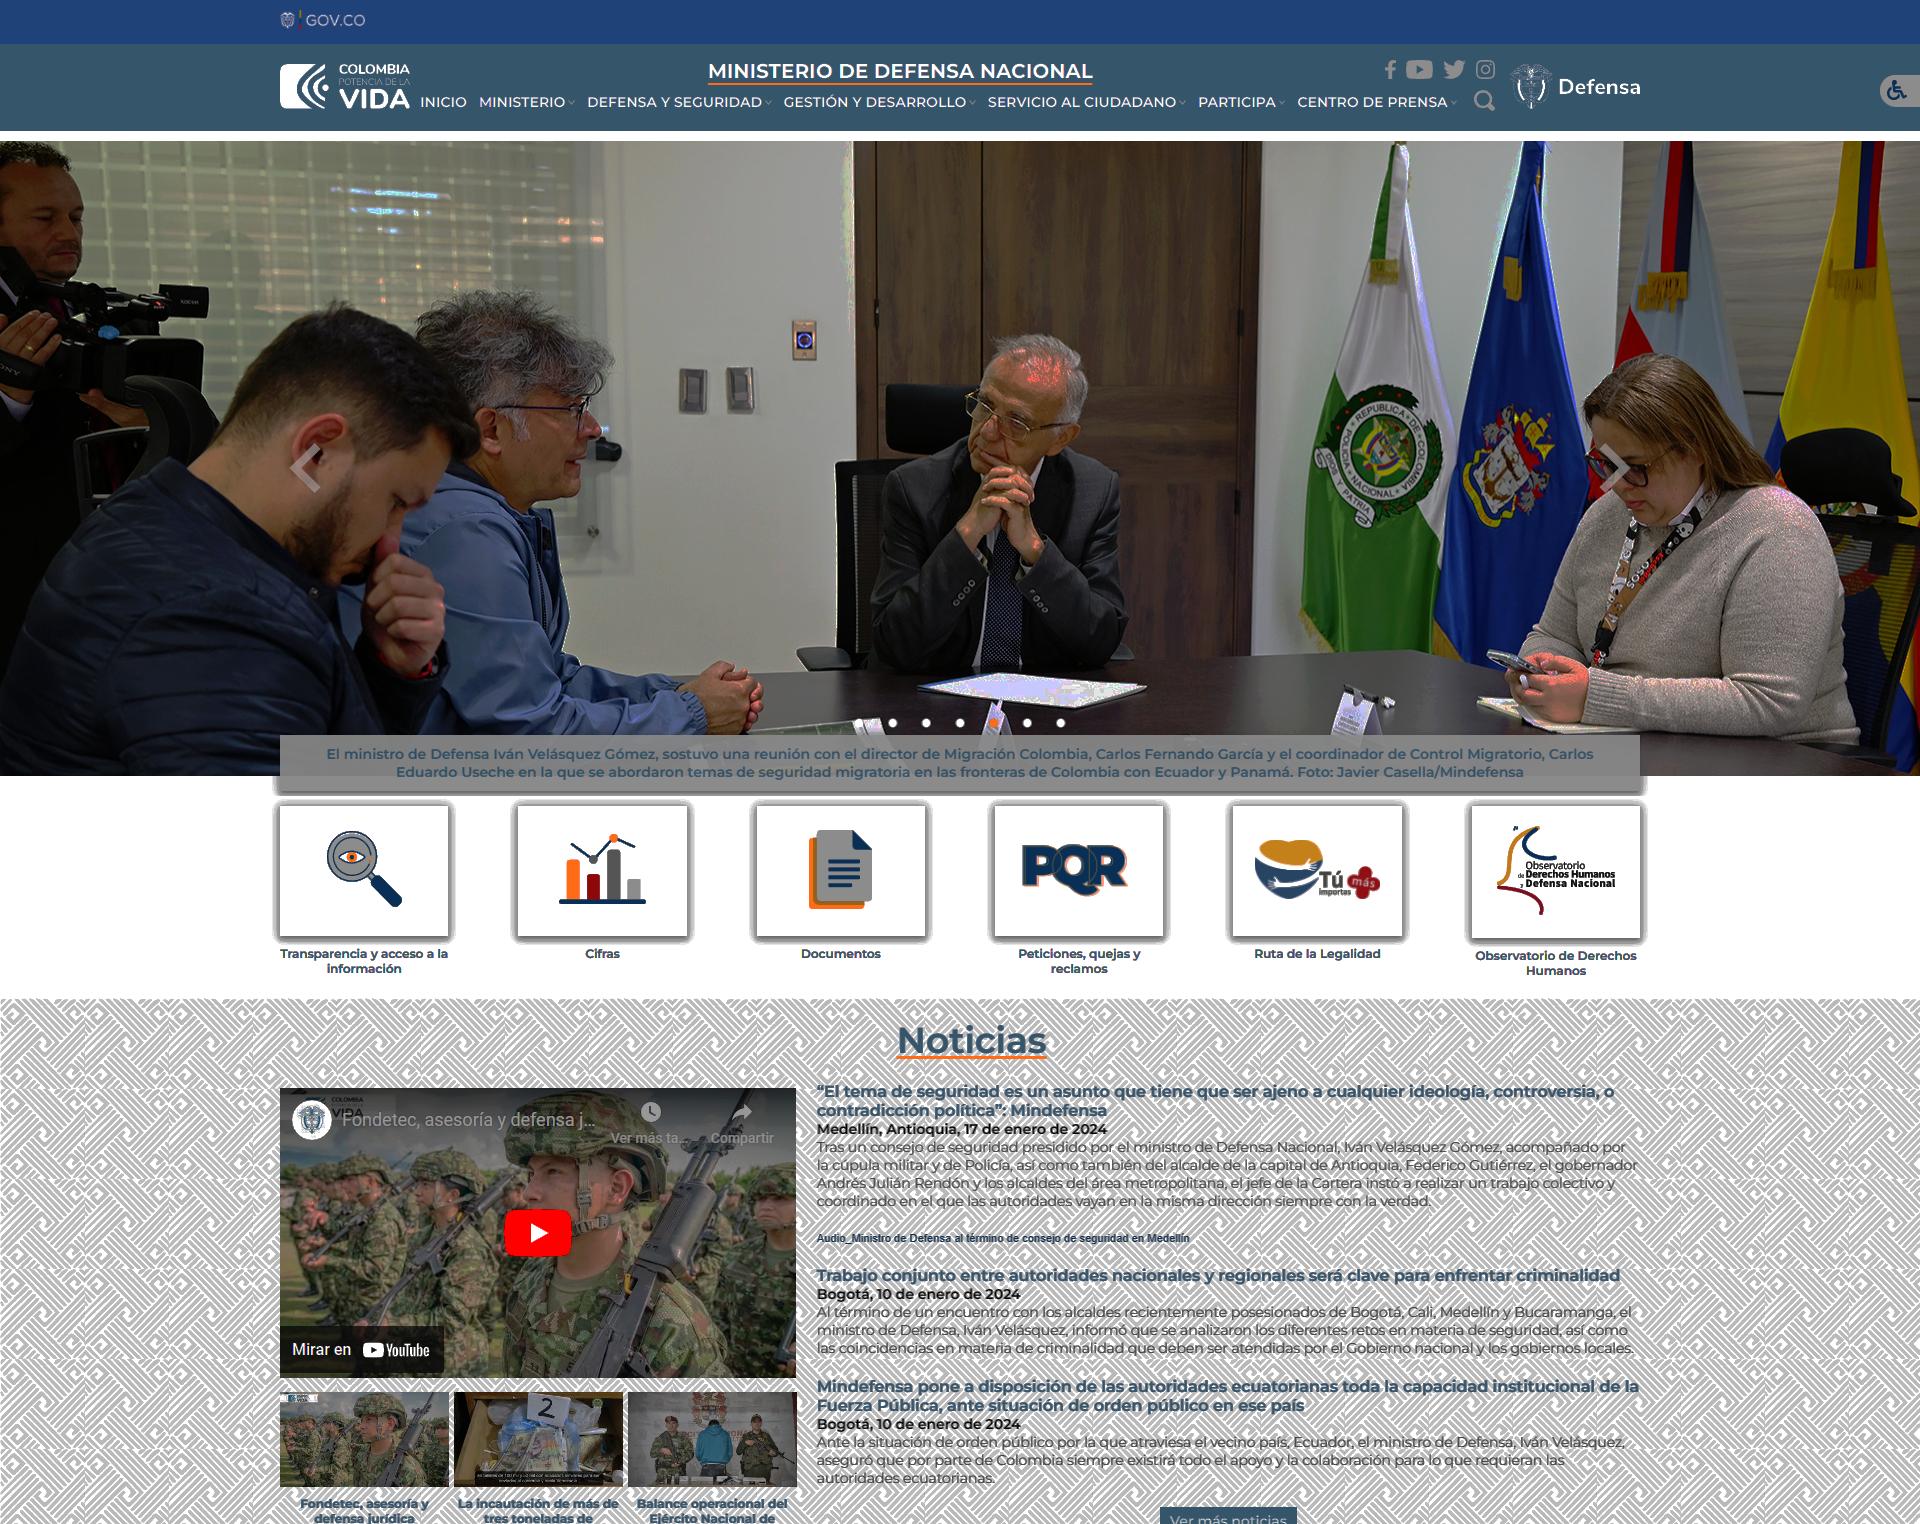 GOV.CO
COLOMBIA
POTENCIA DE LA
VIDA
MINISTERIO DE DEFENSA NACIONAL
INICIO MINISTERIO DEFENSA Y SEGURIDAD GESTIÓN Y DESARROLLO SERVICIO AL CIUDADANO PARTICIPA CENTRO DE PRENSA
Defensa
REPUBLICA DE COLOMBIA
POLICIA NACIONAL
DIOS Y PATRIA
SONY
El ministro de Defensa Iván Velásquez Gómez, sostuvo una reunión con el director de Migración Colombia, Carlos Fernando García y el coordinador de Control Migratorio, Carlos
Eduardo Useche en la que se abordaron temas de seguridad migratoria en las fronteras de Colombia con Ecuador y Panamá. Foto: Javier Casella/Mindefensa
PQR
Tú
importas
más
Observatorio
de Derechos Humanos
y Defensa Nacional
Transparencia y acceso a la
información
Cifras
Documentos
Peticiones, quejas y
reclamos
Ruta de la Legalidad
Observatorio de Derechos
Humanos
Noticias
COLOMBIA
VIDA
Fondetec, asesoría y defensa j...
Ver más ta...
Compartir
Mirar en YouTube
2
Fondetec, asesoría y
defensa jurídica
La incautación de más de
tres toneladas de
Balance operacional del
Ejército Nacional de
“El tema de seguridad es un asunto que tiene que ser ajeno a cualquier ideología, controversia, o
contradicción política”: Mindefensa
Medellín, Antioquia, 17 de enero de 2024
Tras un consejo de seguridad presidido por el ministro de Defensa Nacional, Iván Velásquez Gómez, acompañado por
la cúpula militar y de Policía, así como también del alcalde de la capital de Antioquia, Federico Gutiérrez, el gobernador
Andrés Julián Rendón y los alcaldes del área metropolitana, el jefe de la Cartera instó a realizar un trabajo colectivo y
coordinado en el que las autoridades vayan en la misma dirección siempre con la verdad.
Audio_Ministro de Defensa al término de consejo de seguridad en Medellín
Trabajo conjunto entre autoridades nacionales y regionales será clave para enfrentar criminalidad
Bogotá, 10 de enero de 2024
Al término de un encuentro con los alcaldes recientemente posesionados de Bogotá, Cali, Medellín y Bucaramanga, el
ministro de Defensa, Iván Velásquez, informó que se analizaron los diferentes retos en materia de seguridad, así como
las coincidencias en materia de criminalidad que deben ser atendidas por el Gobierno nacional y los gobiernos locales.
Mindefensa pone a disposición de las autoridades ecuatorianas toda la capacidad institucional de la
Fuerza Pública, ante situación de orden público en ese país
Bogotá, 10 de enero de 2024
Ante la situación de orden público por la que atraviesa el vecino país, Ecuador, el ministro de Defensa, Iván Velásquez,
aseguró que por parte de Colombia siempre existirá todo el apoyo y la colaboración para lo que requieran las
autoridades ecuatorianas.
Ver más noticias